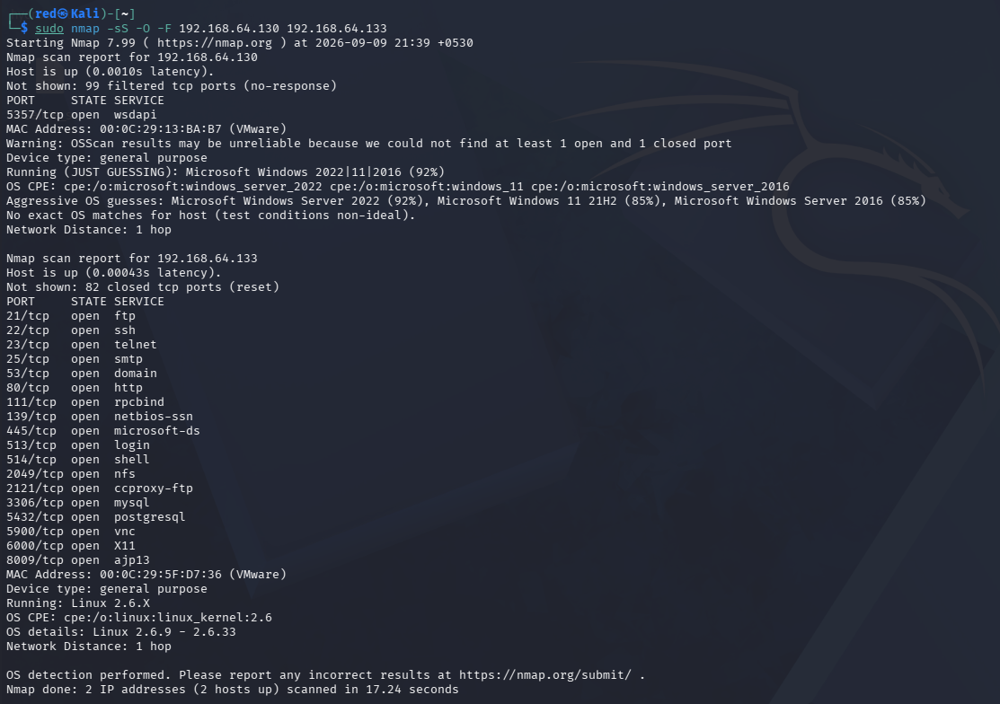 ┌──(red㉿Kali)-[~]
└─$ sudo nmap -sS -O -F 192.168.64.130 192.168.64.133
Starting Nmap 7.99 ( https://nmap.org ) at 2026-09-09 21:39 +0530
Nmap scan report for 192.168.64.130
Host is up (0.0010s latency).
Not shown: 99 filtered tcp ports (no-response)
PORT     STATE SERVICE
5357/tcp open  wsdapi
MAC Address: 00:0C:29:13:BA:B7 (VMware)
Warning: OSScan results may be unreliable because we could not find at least 1 open and 1 closed port
Device type: general purpose
Running (JUST GUESSING): Microsoft Windows 2022|11|2016 (92%)
OS CPE: cpe:/o:microsoft:windows_server_2022 cpe:/o:microsoft:windows_11 cpe:/o:microsoft:windows_server_2016
Aggressive OS guesses: Microsoft Windows Server 2022 (92%), Microsoft Windows 11 21H2 (85%), Microsoft Windows Server 2016 (85%)
No exact OS matches for host (test conditions non-ideal).
Network Distance: 1 hop

Nmap scan report for 192.168.64.133
Host is up (0.00043s latency).
Not shown: 82 closed tcp ports (reset)
PORT     STATE SERVICE
21/tcp   open  ftp
22/tcp   open  ssh
23/tcp   open  telnet
25/tcp   open  smtp
53/tcp   open  domain
80/tcp   open  http
111/tcp  open  rpcbind
139/tcp  open  netbios-ssn
445/tcp  open  microsoft-ds
513/tcp  open  login
514/tcp  open  shell
2049/tcp open  nfs
2121/tcp open  ccproxy-ftp
3306/tcp open  mysql
5432/tcp open  postgresql
5900/tcp open  vnc
6000/tcp open  X11
8009/tcp open  ajp13
MAC Address: 00:0C:29:5F:D7:36 (VMware)
Device type: general purpose
Running: Linux 2.6.X
OS CPE: cpe:/o:linux:linux_kernel:2.6
OS details: Linux 2.6.9 - 2.6.33
Network Distance: 1 hop

OS detection performed. Please report any incorrect results at https://nmap.org/submit/ .
Nmap done: 2 IP addresses (2 hosts up) scanned in 17.24 seconds